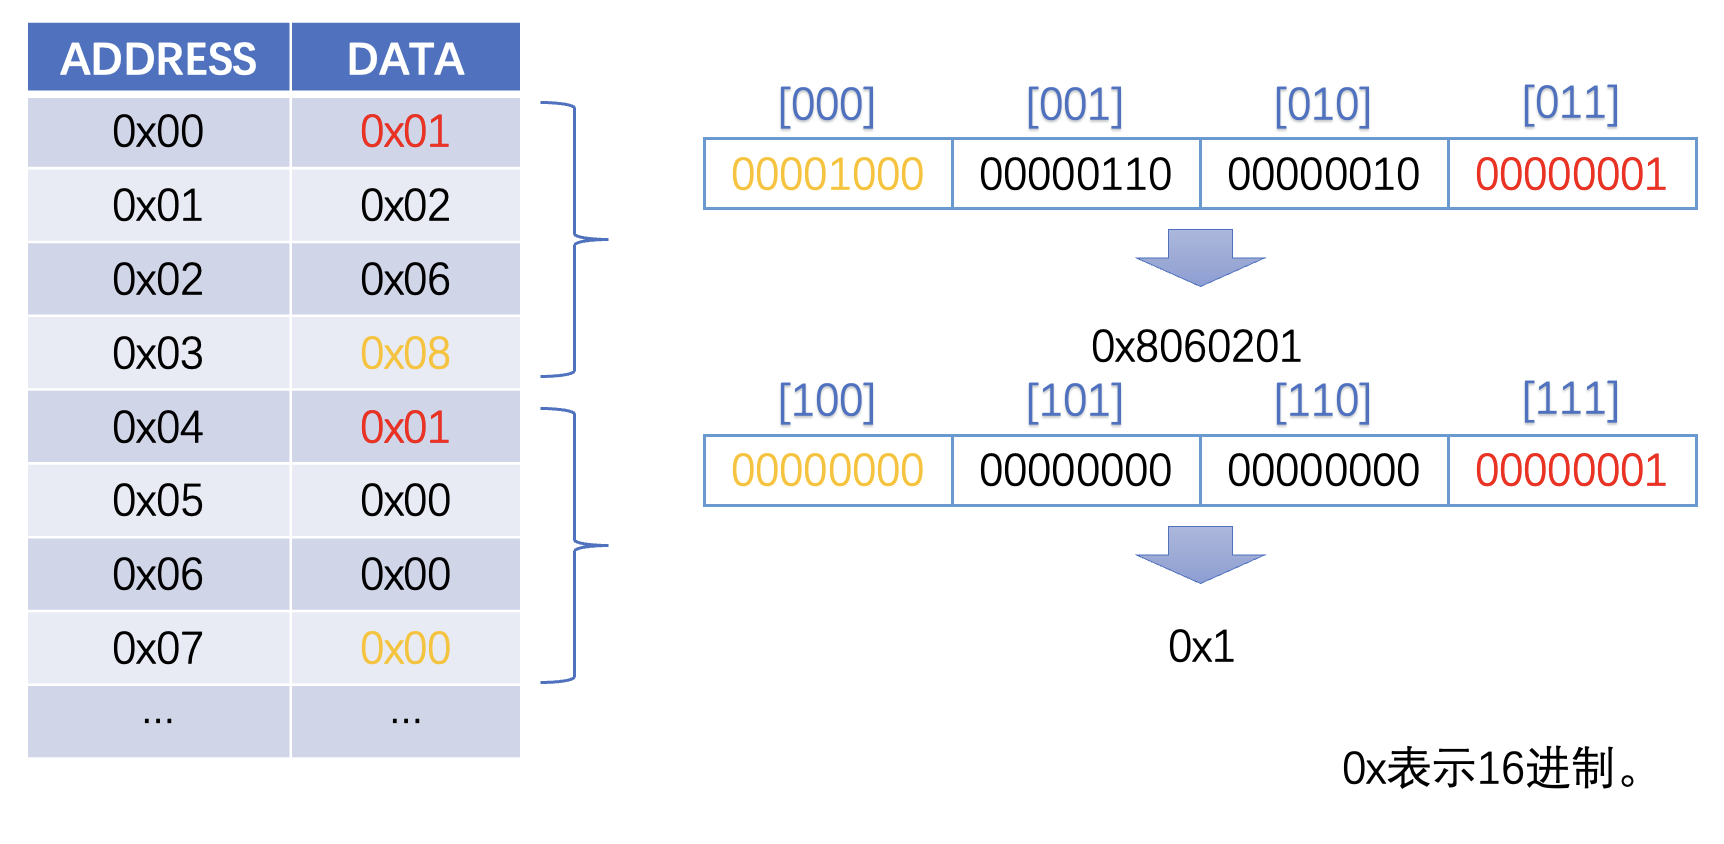 ADDRESS DATA
0x00 0x01
0x01 0x02
0x02 0x06
0x03 0x08
0x04 0x01
0x05 0x00
0x06 0x00
0x07 0x00
... ...
[000] [001] [010] [011]
00001000 00000110 00000010 00000001
0x8060201
[100] [101] [110] [111]
00000000 00000000 00000000 00000001
0x1
0x表示16进制。